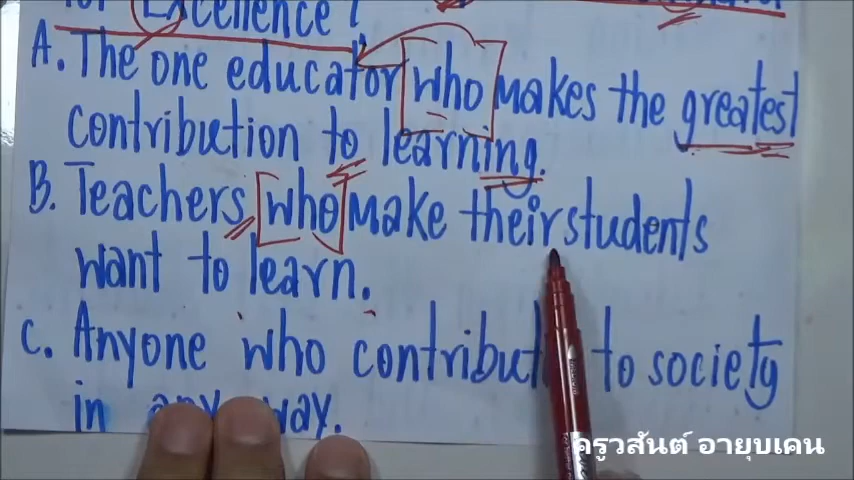 for Excellence?
A. The one educator who makes the greatest
contribution to learning.
B. Teachers who make their students
want to learn.
C. Anyone who to society
in any way.
ครูวสันต์ อายุบเคน